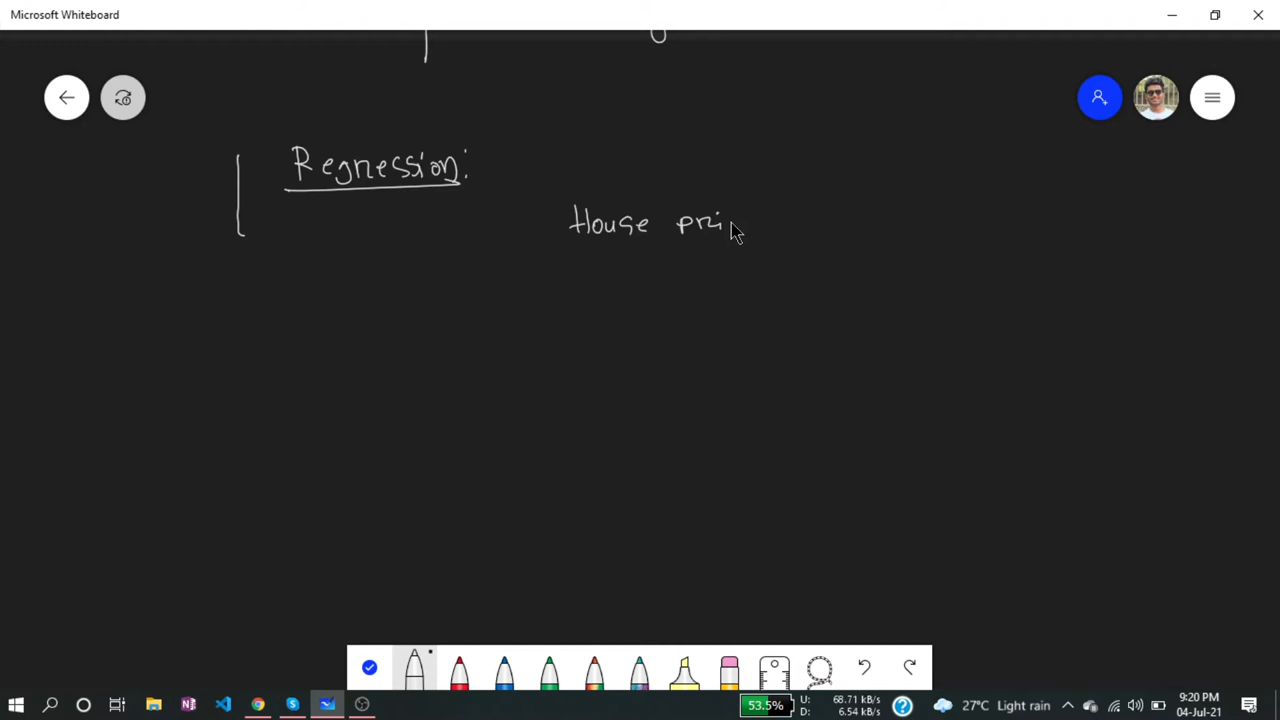 Microsoft Whiteboard
Regression:
House pri
53.5%
U: 68.71 kB/s
D: 6.54 kB/s
27°C Light rain
9:20 PM
04-Jul-21